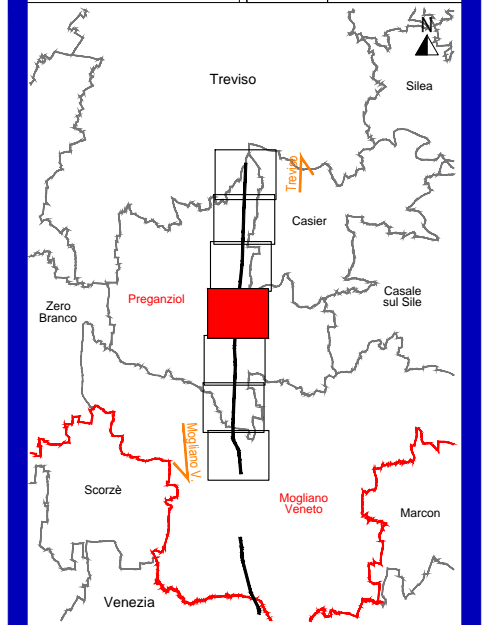 N
Treviso
Silea
Treviso
Casier
Preganziol
Casale
sul Sile
Zero
Branco
Mogliano V.
Scorzè
Mogliano
Veneto
Marcon
Venezia